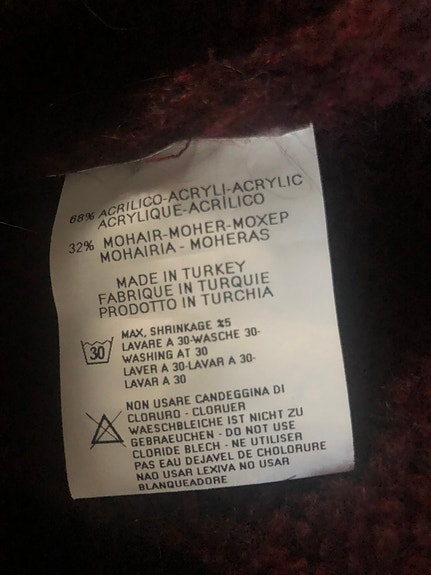 68% ACRILICO-ACRYLI-ACRYLIC
ACRYLIQUE-ACRİLICO
32% MOHAIR-MOHER-MOXEP
MOHAIRIA - MOHERAS
MADE IN TURKEY
FABRIQUE IN TURQUIE
PRODOTTO IN TURCHIA
30
MAX, SHRINKAGE %5
LAVARE A 30-WASCHE 30-
WASHING AT 30
LAVER A 30-LAVAR A 30-
LAVAR A 30
NON USARE CANDEGGINA DI
CLORURO - CLORUER
WAESCHBLEICHE IST NICHT ZU
GEBRAEUCHEN - DO NOT USE
CLORIDE BLECH - NE UTILISER
PAS EAU DEJAVEL DE CHOLORURE
NAO USAR LEXIVA NO USAR
BLANQUEADORE